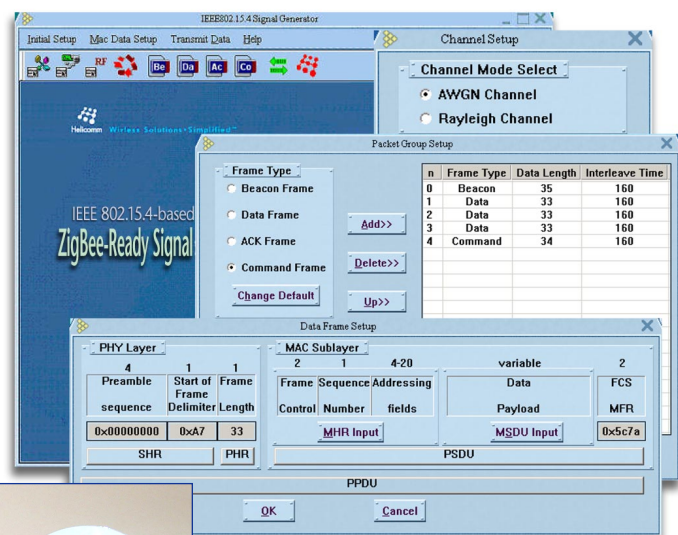 IEEE802.15.4 Signal Generator
Initial Setup Mac Data Setup Transmit Data Help
RF Be Da Ac Co
Helicomm Wireless Solutions-Simplified™
IEEE 802.15.4-based
ZigBee-Ready Signal
Channel Setup
Channel Mode Select
AWGN Channel
Rayleigh Channel
Packet Group Setup
Frame Type
Beacon Frame
Data Frame
ACK Frame
Command Frame
Change Default
Add>>
Delete>>
Up>>
n Frame Type Data Length Interleave Time
0 Beacon 35 160
1 Data 33 160
2 Data 33 160
3 Data 33 160
4 Command 34 160
Data Frame Setup
PHY Layer
4 1 1
Preamble Start of Frame
Frame
sequence Delimiter Length
0x00000000 0xA7 33
SHR PHR
MAC Sublayer
2 1 4-20 variable 2
Frame Sequence Addressing Data FCS
Control Number fields Payload MFR
MHR Input MSDU Input 0x5c7a
PSDU
PPDU
OK Cancel